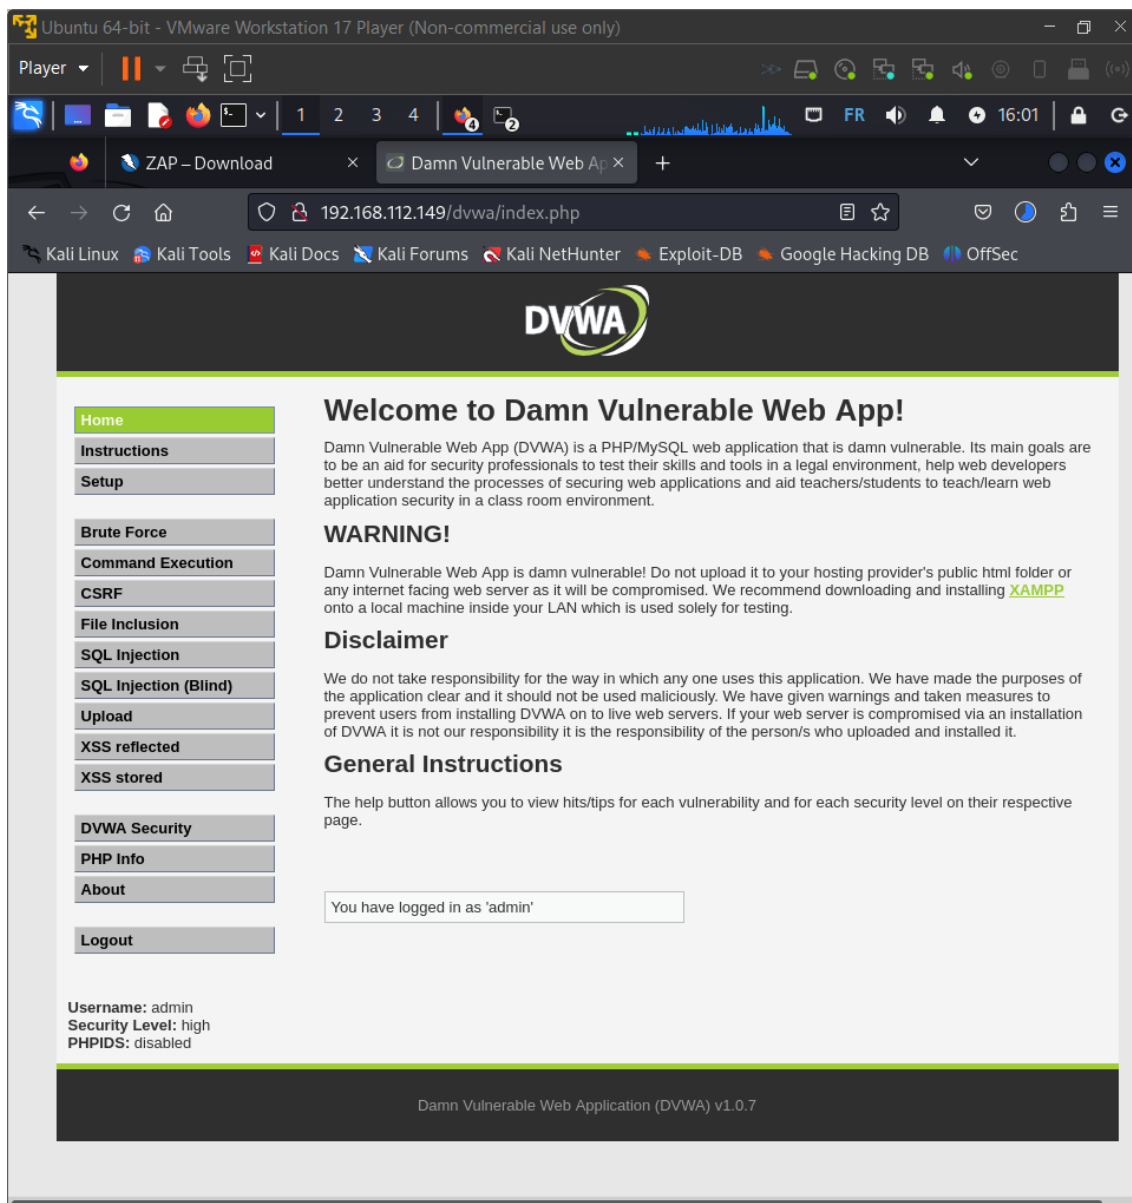 Ubuntu 64-bit - VMware Workstation 17 Player (Non-commercial use only)
Player
1 2 3 4 4 2 FR 16:01
ZAP – Download Damn Vulnerable Web Ap
192.168.112.149/dvwa/index.php
Kali Linux Kali Tools Kali Docs Kali Forums Kali NetHunter Exploit-DB Google Hacking DB OffSec
DVWA
Home
Instructions
Setup
Brute Force
Command Execution
CSRF
File Inclusion
SQL Injection
SQL Injection (Blind)
Upload
XSS reflected
XSS stored
DVWA Security
PHP Info
About
Logout
Welcome to Damn Vulnerable Web App!
Damn Vulnerable Web App (DVWA) is a PHP/MySQL web application that is damn vulnerable. Its main goals are
to be an aid for security professionals to test their skills and tools in a legal environment, help web developers
better understand the processes of securing web applications and aid teachers/students to teach/learn web
application security in a class room environment.
WARNING!
Damn Vulnerable Web App is damn vulnerable! Do not upload it to your hosting provider's public html folder or
any internet facing web server as it will be compromised. We recommend downloading and installing XAMPP
onto a local machine inside your LAN which is used solely for testing.
Disclaimer
We do not take responsibility for the way in which any one uses this application. We have made the purposes of
the application clear and it should not be used maliciously. We have given warnings and taken measures to
prevent users from installing DVWA on to live web servers. If your web server is compromised via an installation
of DVWA it is not our responsibility it is the responsibility of the person/s who uploaded and installed it.
General Instructions
The help button allows you to view hits/tips for each vulnerability and for each security level on their respective
page.
You have logged in as 'admin'
Username: admin
Security Level: high
PHPIDS: disabled
Damn Vulnerable Web Application (DVWA) v1.0.7